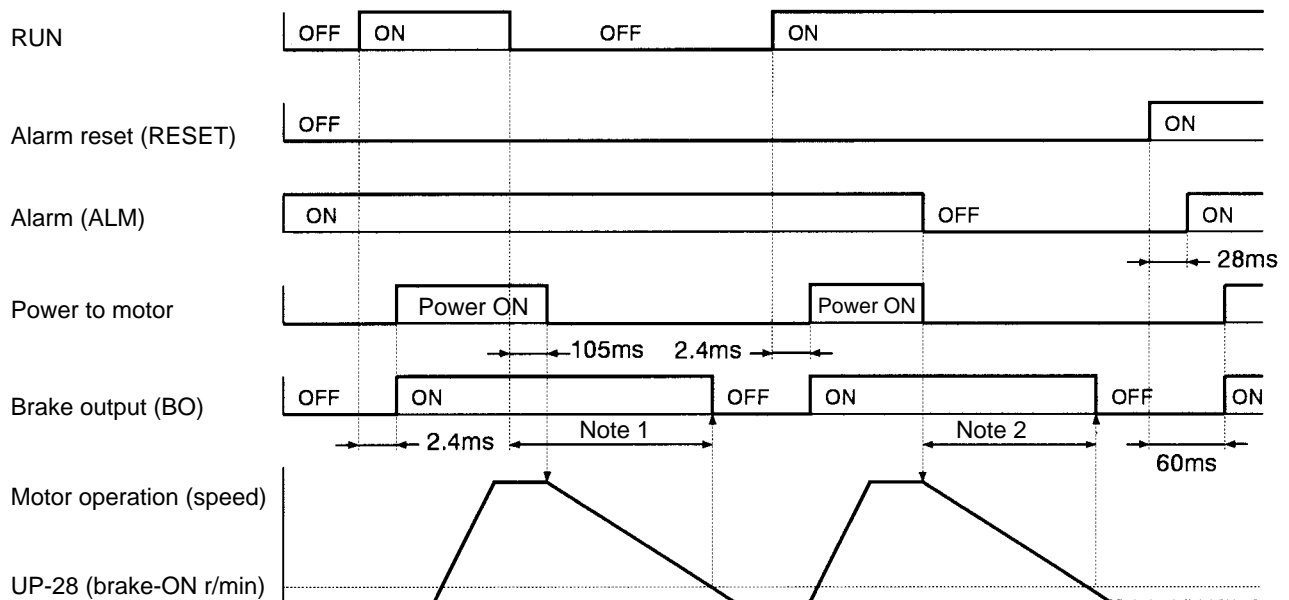 RUN OFF ON OFF ON
Alarm reset (RESET) OFF ON
Alarm (ALM) ON OFF ON
28ms
Power to motor Power ON Power ON
105ms 2.4ms
Brake output (BO) OFF ON OFF ON OFF ON
2.4ms Note 1 Note 2
60ms
Motor operation (speed)
UP-28 (brake-ON r/min)